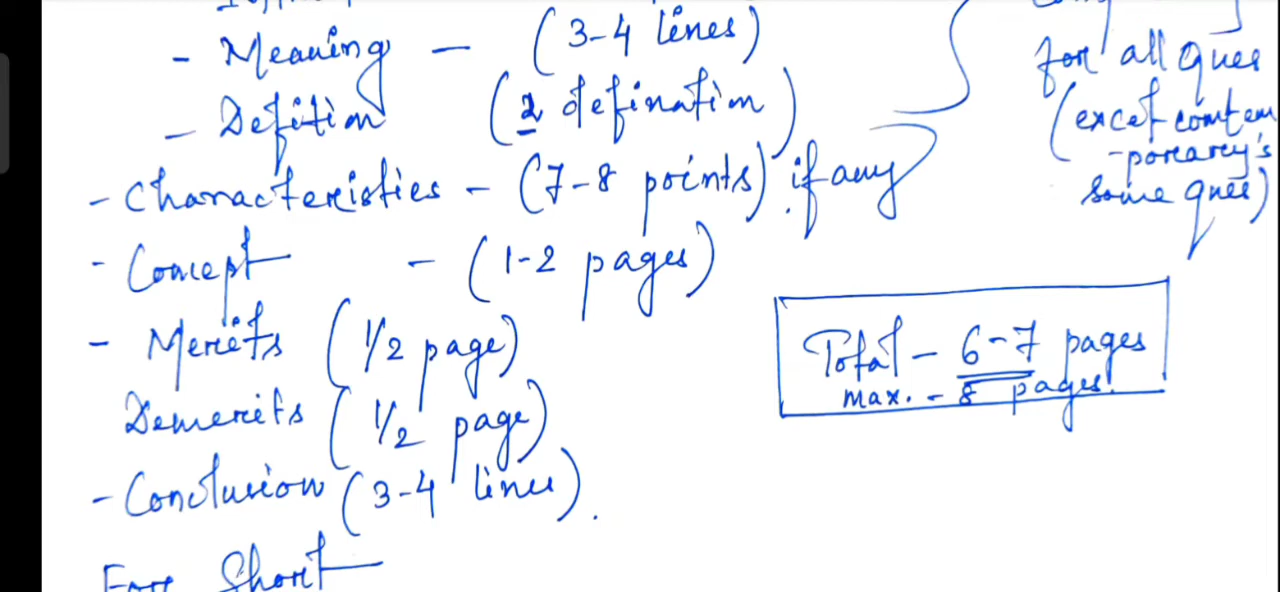 - Meaning - (3-4 lines)
- Defition (2 defination)
- Characteristics - (7-8 points) if any
- Concept - (1-2 pages)
- Merits (1/2 page)
Demerits (1/2 page)
- Conclusion (3-4 lines).
For Short
for all ques
(excet contem
-porarey's
some ques)
Total - 6-7 pages
max. - 8 pages.